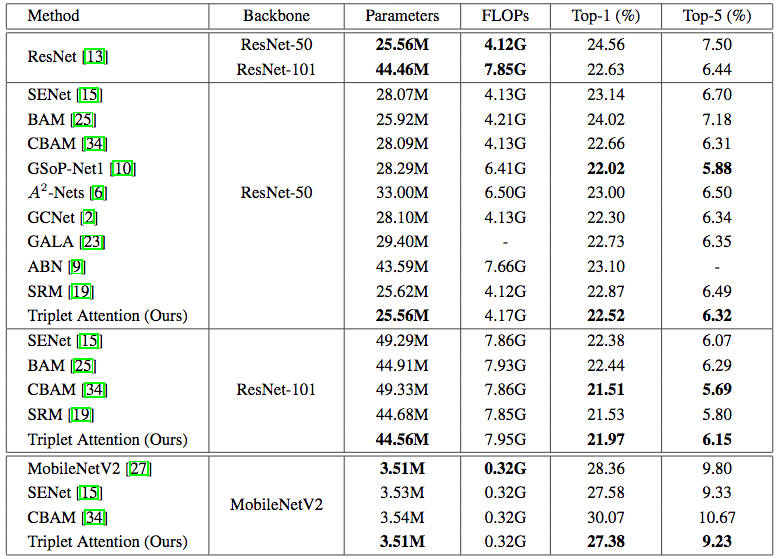 Method Backbone Parameters FLOPs Top-1 (%) Top-5 (%)
ResNet [13] ResNet-50 25.56M 4.12G 24.56 7.50
ResNet-101 44.46M 7.85G 22.63 6.44
SENet [15] ResNet-50 28.07M 4.13G 23.14 6.70
BAM [25] 25.92M 4.21G 24.02 7.18
CBAM [34] 28.09M 4.13G 22.66 6.31
GSoP-Net1 [10] 28.29M 6.41G 22.02 5.88
A²-Nets [6] 33.00M 6.50G 23.00 6.50
GCNet [2] 28.10M 4.13G 22.30 6.34
GALA [23] 29.40M - 22.73 6.35
ABN [9] 43.59M 7.66G 23.10 -
SRM [19] 25.62M 4.12G 22.87 6.49
Triplet Attention (Ours) 25.56M 4.17G 22.52 6.32
SENet [15] ResNet-101 49.29M 7.86G 22.38 6.07
BAM [25] 44.91M 7.93G 22.44 6.29
CBAM [34] 49.33M 7.86G 21.51 5.69
SRM [19] 44.68M 7.85G 21.53 5.80
Triplet Attention (Ours) 44.56M 7.95G 21.97 6.15
MobileNetV2 [27] MobileNetV2 3.51M 0.32G 28.36 9.80
SENet [15] 3.53M 0.32G 27.58 9.33
CBAM [34] 3.54M 0.32G 30.07 10.67
Triplet Attention (Ours) 3.51M 0.32G 27.38 9.23